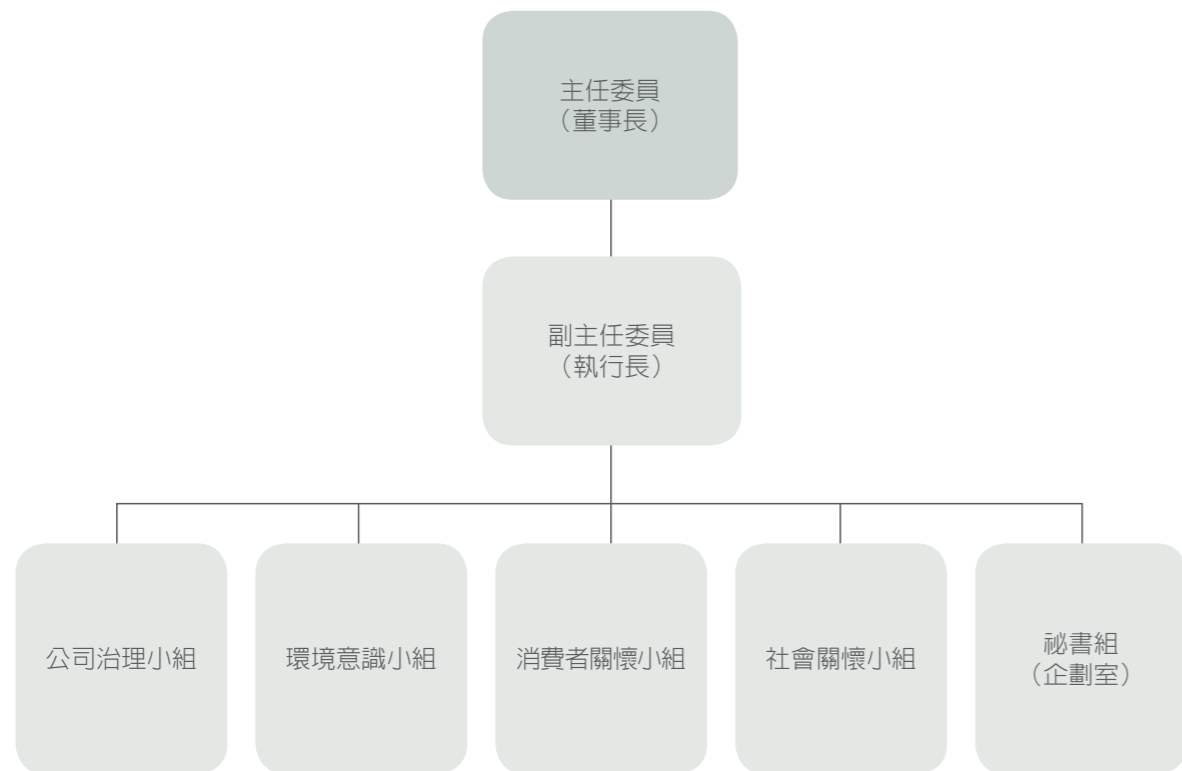 主任委員
（董事長）
副主任委員
（執行長）
公司治理小組
環境意識小組
消費者關懷小組
社會關懷小組
祕書組
（企劃室）